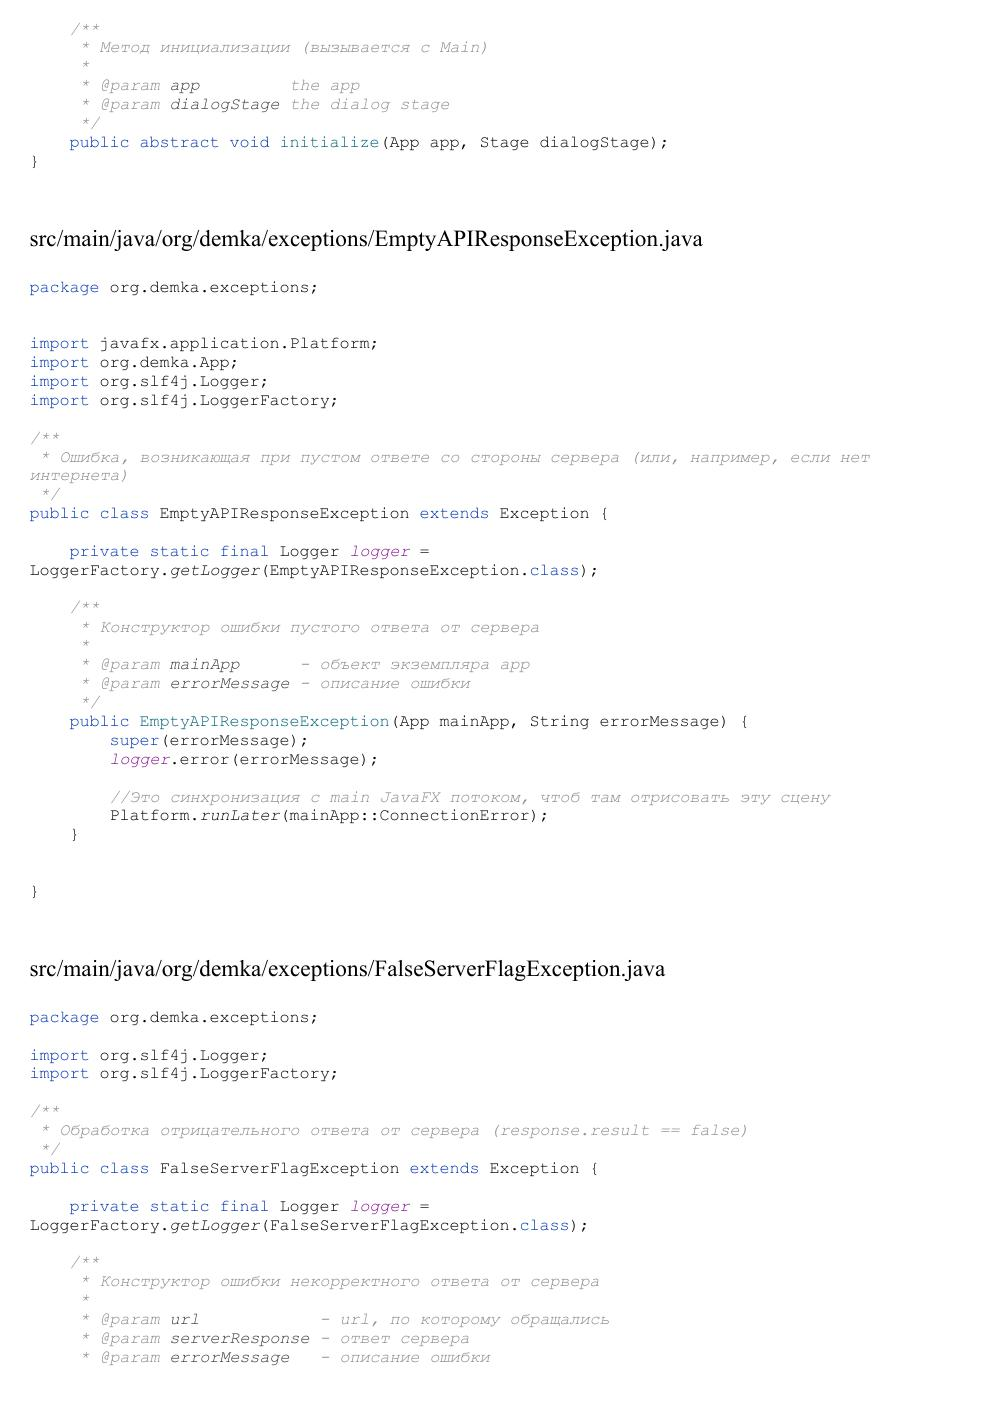 /**
     * Метод инициализации (вызывается с Main)
     *
     * @param app         the app
     * @param dialogStage the dialog stage
     */
    public abstract void initialize(App app, Stage dialogStage);
}
src/main/java/org/demka/exceptions/EmptyAPIResponseException.java
package org.demka.exceptions;
import javafx.application.Platform;
import org.demka.App;
import org.slf4j.Logger;
import org.slf4j.LoggerFactory;
/**
 * Ошибка, возникающая при пустом ответе со стороны сервера (или, например, если нет
интернета)
 */
public class EmptyAPIResponseException extends Exception {
    private static final Logger logger =
LoggerFactory.getLogger(EmptyAPIResponseException.class);
    /**
     * Конструктор ошибки пустого ответа от сервера
     *
     * @param mainApp      - объект экземпляра app
     * @param errorMessage - описание ошибки
     */
    public EmptyAPIResponseException(App mainApp, String errorMessage) {
        super(errorMessage);
        logger.error(errorMessage);
        //Это синхронизация с main JavaFX потоком, чтоб там отрисовать эту сцену
        Platform.runLater(mainApp::ConnectionError);
    }
}
src/main/java/org/demka/exceptions/FalseServerFlagException.java
package org.demka.exceptions;
import org.slf4j.Logger;
import org.slf4j.LoggerFactory;
/**
 * Обработка отрицательного ответа от сервера (response.result == false)
 */
public class FalseServerFlagException extends Exception {
    private static final Logger logger =
LoggerFactory.getLogger(FalseServerFlagException.class);
    /**
     * Конструктор ошибки некорректного ответа от сервера
     *
     * @param url            - url, по которому обращались
     * @param serverResponse - ответ сервера
     * @param errorMessage   - описание ошибки